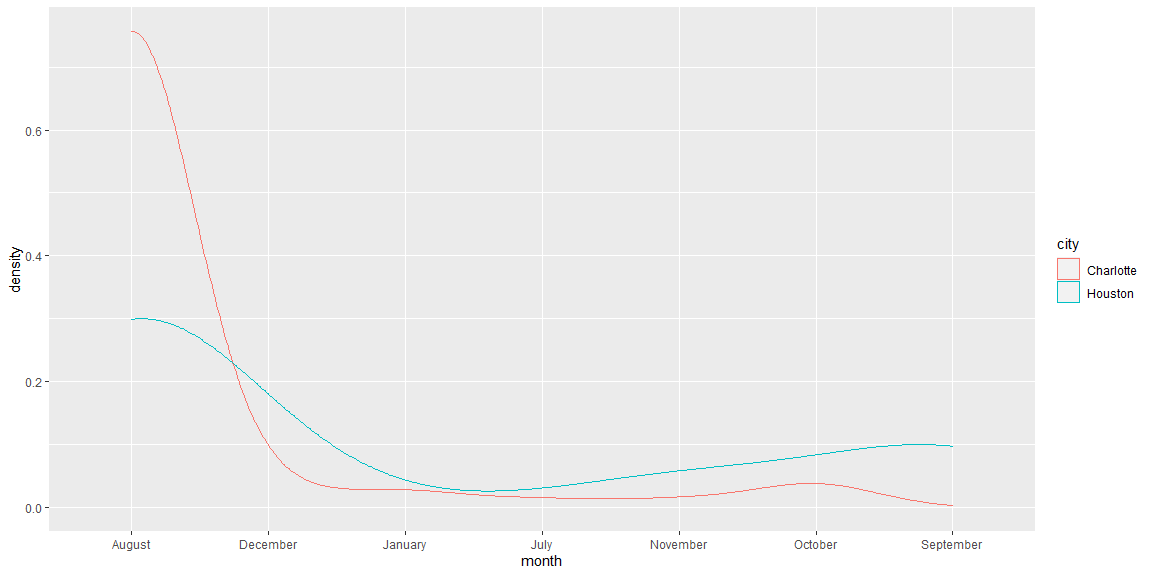 density
0.6
0.4
0.2
0.0
August December January July November October September
month
city
Charlotte
Houston